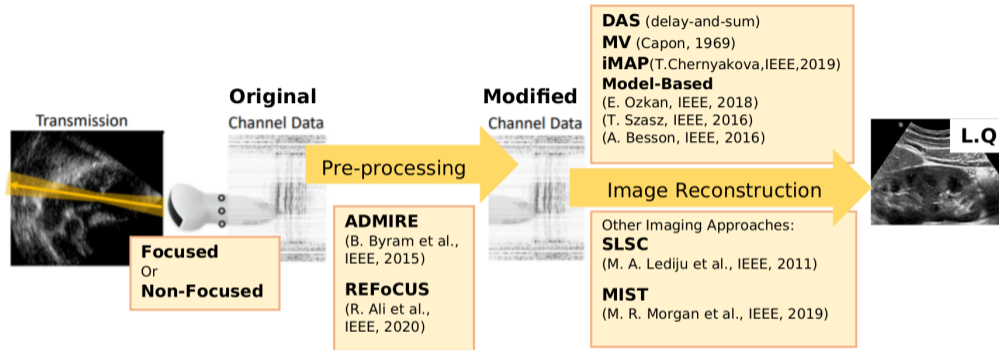 Transmission
Focused
Or
Non-Focused
Original
Channel Data
Pre-processing
ADMIRE
(B. Byram et al.,
IEEE, 2015)
REFoCUS
(R. Ali et al.,
IEEE, 2020)
Modified
Channel Data
DAS (delay-and-sum)
MV (Capon, 1969)
iMAP(T.Chernyakova,IEEE,2019)
Model-Based
(E. Ozkan, IEEE, 2018)
(T. Szasz, IEEE, 2016)
(A. Besson, IEEE, 2016)
Image Reconstruction
Other Imaging Approaches:
SLSC
(M. A. Lediju et al., IEEE, 2011)
MIST
(M. R. Morgan et al., IEEE, 2019)
L.Q